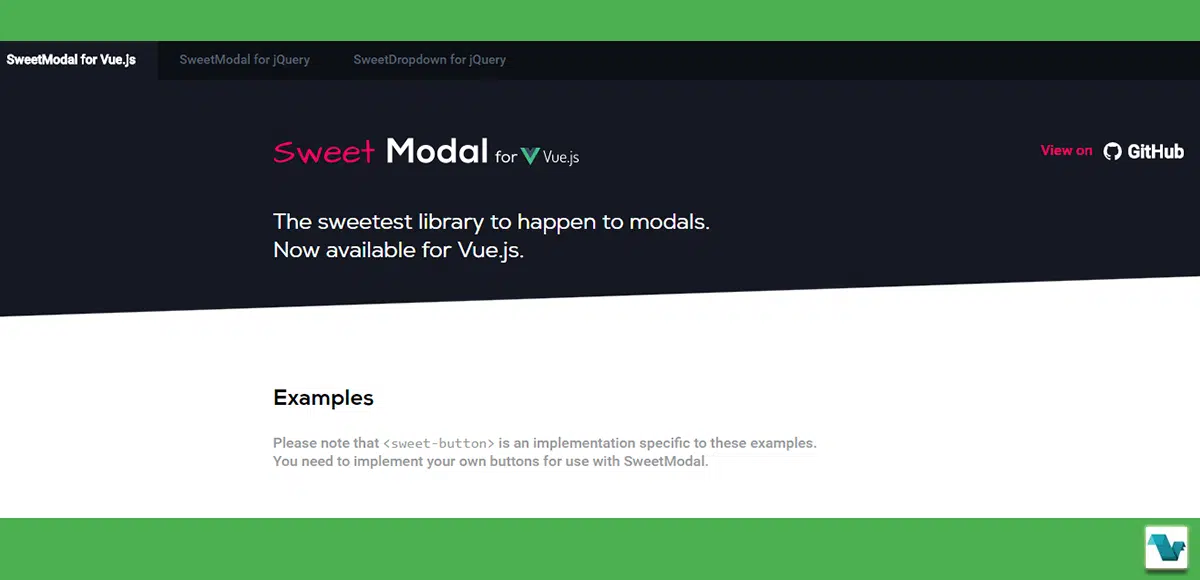 SweetModal for Vue.js SweetModal for jQuery SweetDropdown for jQuery
Sweet Modal for Vue.js
View on GitHub
The sweetest library to happen to modals.
Now available for Vue.js.
Examples
Please note that <sweet-button> is an implementation specific to these examples.
You need to implement your own buttons for use with SweetModal.